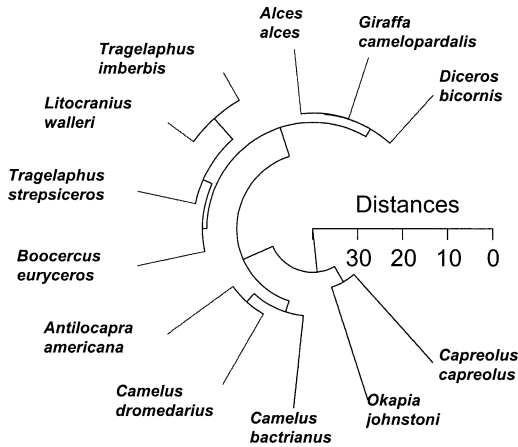 Alces
alces
Giraffa
camelopardalis
Diceros
bicornis
Tragelaphus
imberbis
Litocranius
walleri
Tragelaphus
strepsiceros
Boocercus
euryceros
Antilocapra
americana
Camelus
dromedarius
Camelus
bactrianus
Okapia
johnstoni
Capreolus
capreolus
Distances
30 20 10 0